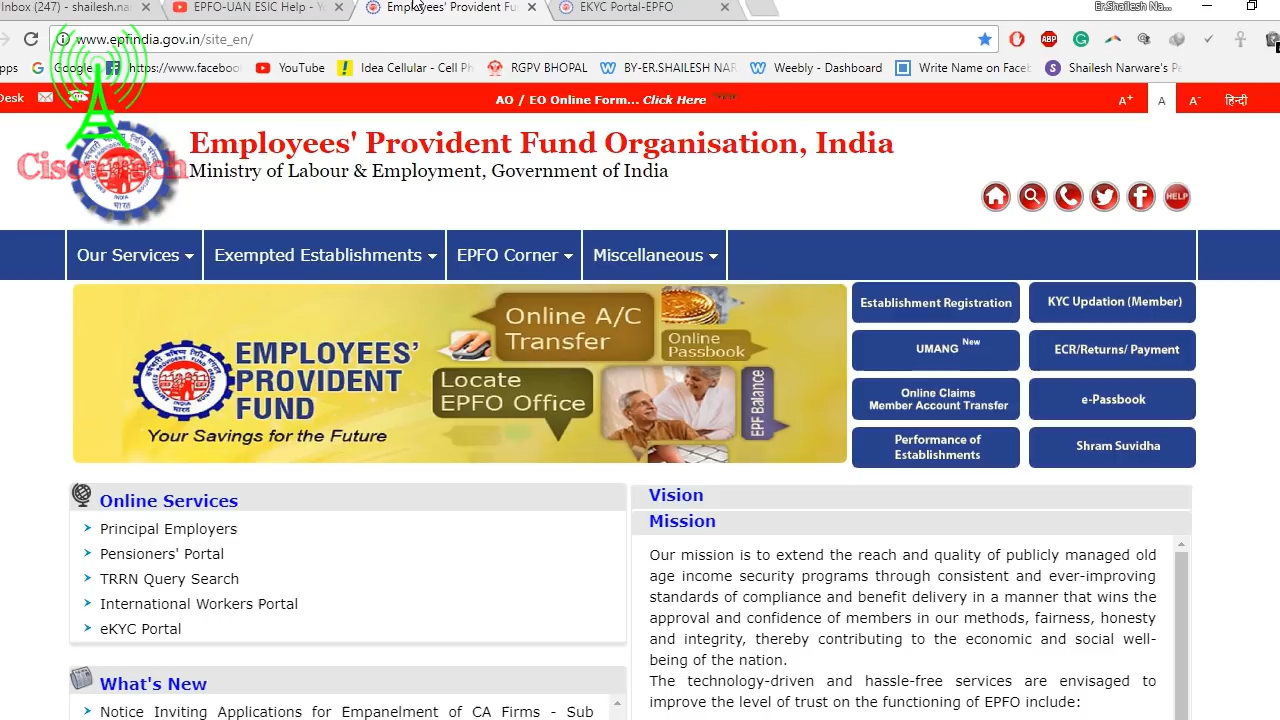 Inbox (247) - shailesh.na
EPFO-UAN ESIC Help - Y
Employees' Provident Fu
EKYC Portal-EPFO
Er.Shailesh Na...
www.epfindia.gov.in/site_en/
ABP
pps
Google
https://www.faceboo
YouTube
Idea Cellular - Cell Ph
RGPV BHOPAL
BY-ER.SHAILESH NAR
Weebly - Dashboard
Write Name on Faceb
Shailesh Narware's Pe
Desk
AO / EO Online Form... Click Here
A+
A
A-
हिन्दी
Employees' Provident Fund Organisation, India
Ministry of Labour & Employment, Government of India
HELP
Our Services
Exempted Establishments
EPFO Corner
Miscellaneous
EMPLOYEES'
PROVIDENT
FUND
Your Savings for the Future
Online A/C
Transfer
Online
Passbook
Locate
EPFO Office
EPF Balance
Establishment Registration
KYC Updation (Member)
UMANG New
ECR/Returns/ Payment
Online Claims
Member Account Transfer
e-Passbook
Performance of
Establishments
Shram Suvidha
Online Services
Principal Employers
Pensioners' Portal
TRRN Query Search
International Workers Portal
eKYC Portal
What's New
Notice Inviting Applications for Empanelment of CA Firms - Sub
Vision
Mission
Our mission is to extend the reach and quality of publicly managed old
age income security programs through consistent and ever-improving
standards of compliance and benefit delivery in a manner that wins the
approval and confidence of members in our methods, fairness, honesty
and integrity, thereby contributing to the economic and social well-
being of the nation.
The technology-driven and hassle-free services are envisaged to
improve the level of trust on the functioning of EPFO include: